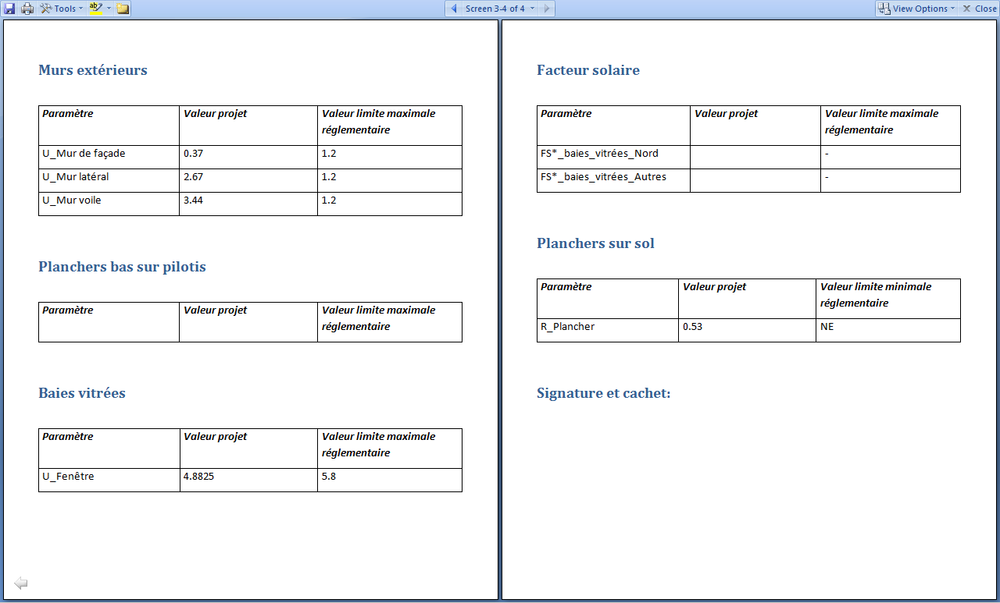 Tools
Screen 3-4 of 4
View Options
Close
Murs extérieurs
Paramètre Valeur projet Valeur limite maximale
réglementaire
U_Mur de façade 0.37 1.2
U_Mur latéral 2.67 1.2
U_Mur voile 3.44 1.2
Planchers bas sur pilotis
Paramètre Valeur projet Valeur limite maximale
réglementaire
Baies vitrées
Paramètre Valeur projet Valeur limite maximale
réglementaire
U_Fenêtre 4.8825 5.8
Facteur solaire
Paramètre Valeur projet Valeur limite maximale
réglementaire
FS*_baies_vitrées_Nord -
FS*_baies_vitrées_Autres -
Planchers sur sol
Paramètre Valeur projet Valeur limite minimale
réglementaire
R_Plancher 0.53 NE
Signature et cachet: